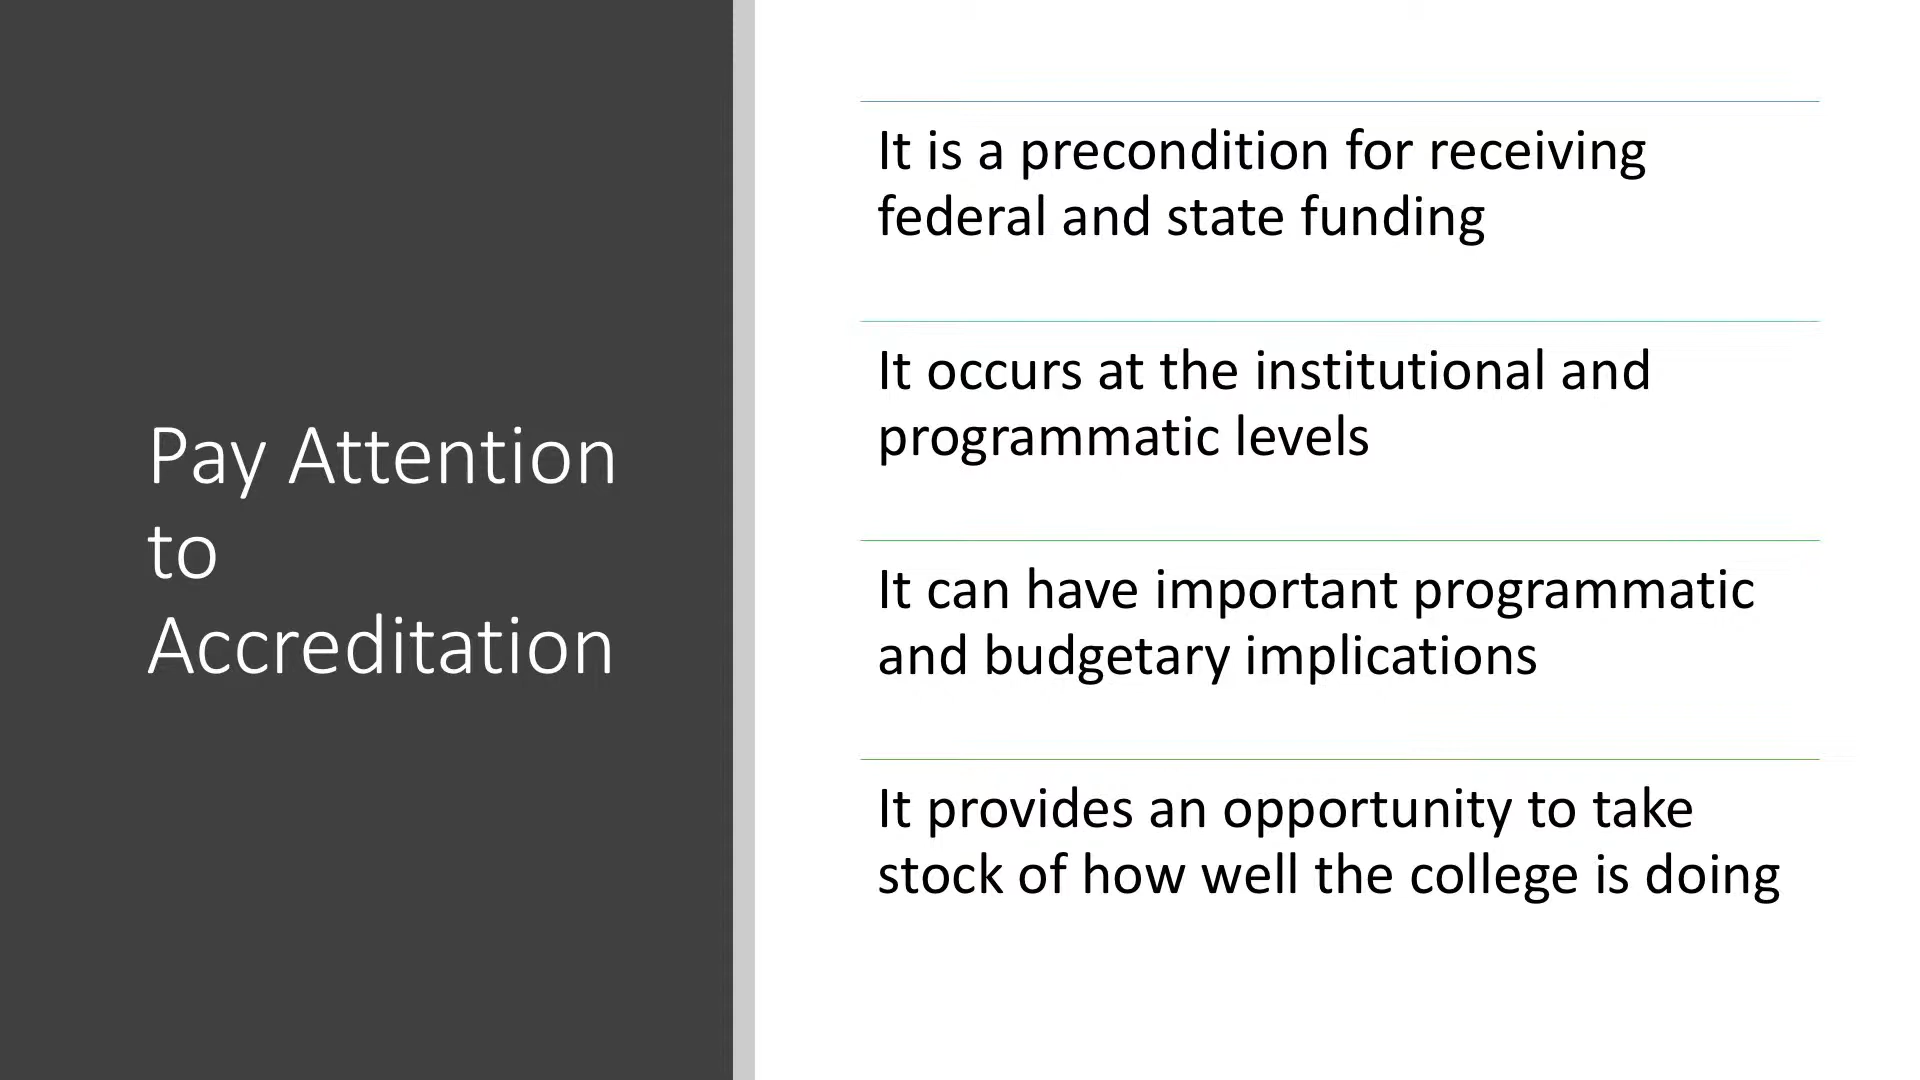 Pay Attention
to
Accreditation
It is a precondition for receiving
federal and state funding
It occurs at the institutional and
programmatic levels
It can have important programmatic
and budgetary implications
It provides an opportunity to take
stock of how well the college is doing